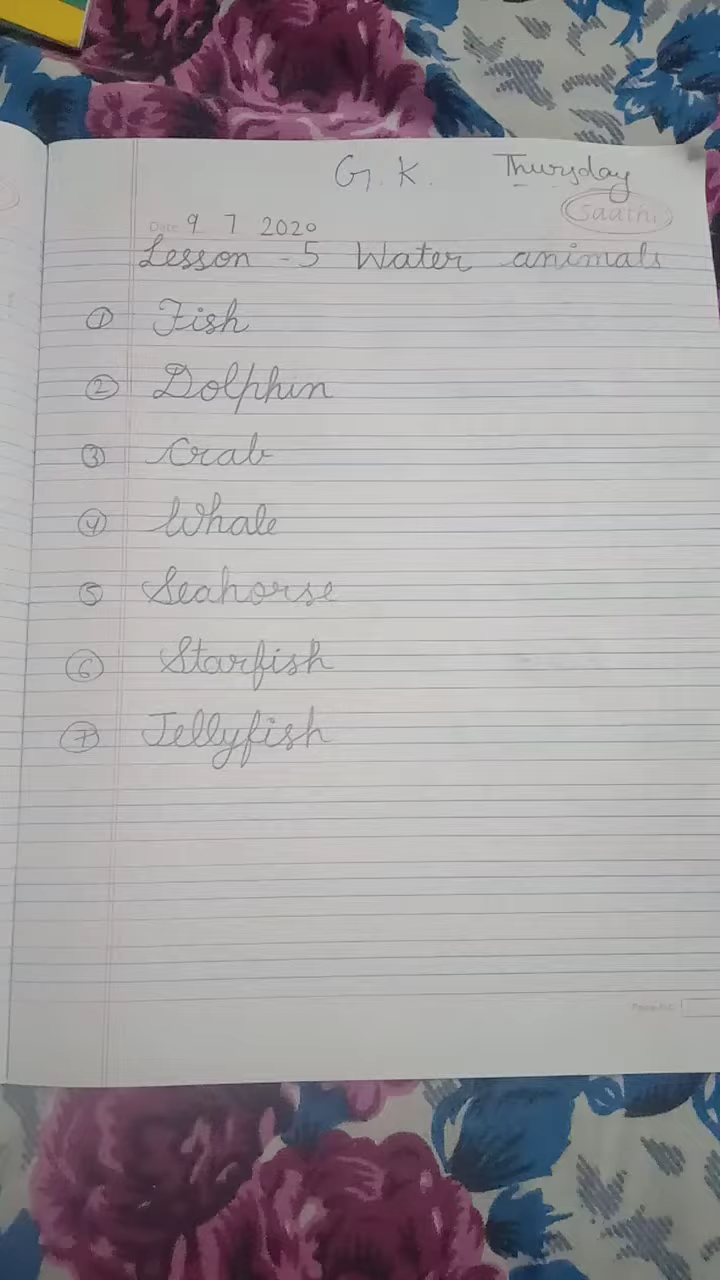 G.K. Thursday
Saathi
Date 9 7 2020
Lesson - 5 Water animals
① Fish
② Dolphin
③ Crab
④ Whale
⑤ Seahorse
⑥ Starfish
⑦ Jellyfish